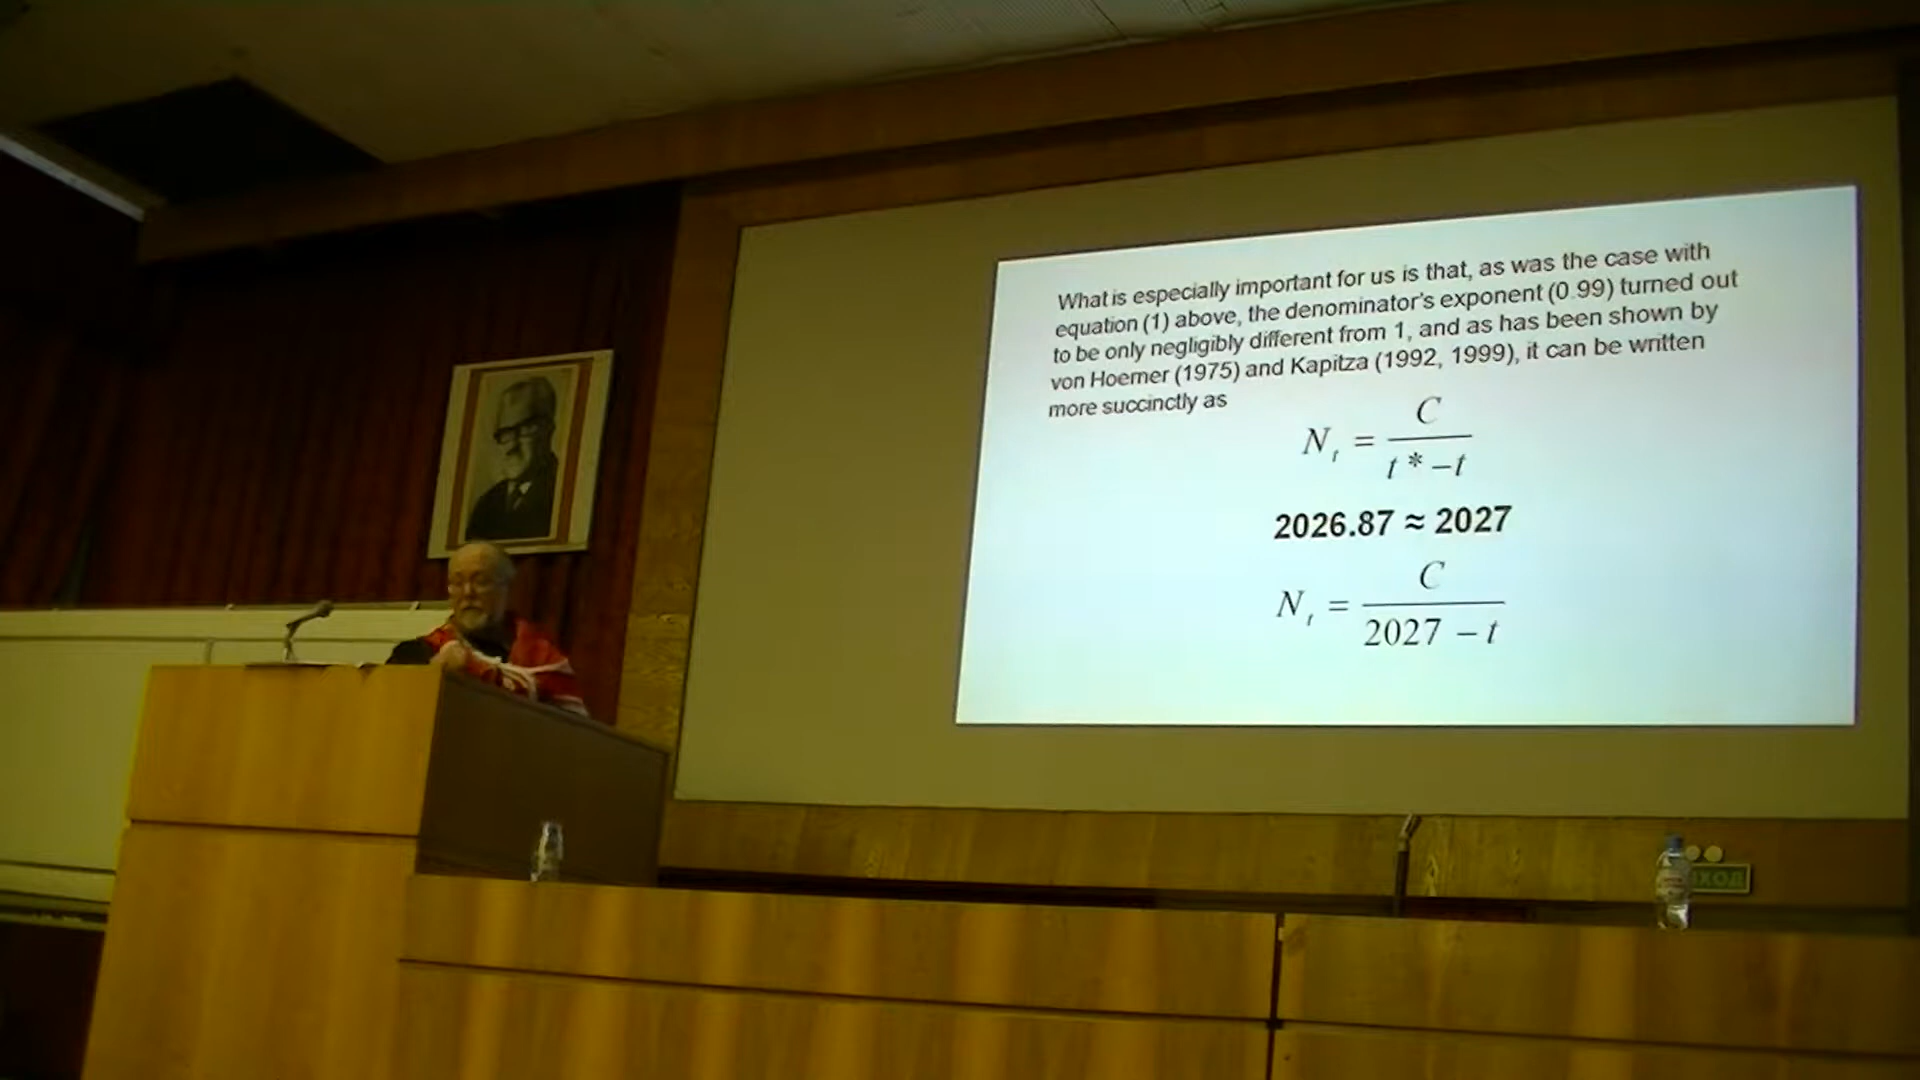 What is especially important for us is that, as was the case with
equation (1) above, the denominator's exponent (0.99) turned out
to be only negligibly different from 1, and as has been shown by
von Hoerner (1975) and Kapitza (1992, 1999), it can be written
more succinctly as
N_t = C / (t* − t)
2026.87 ≈ 2027
N_t = C / (2027 − t)
ХОД